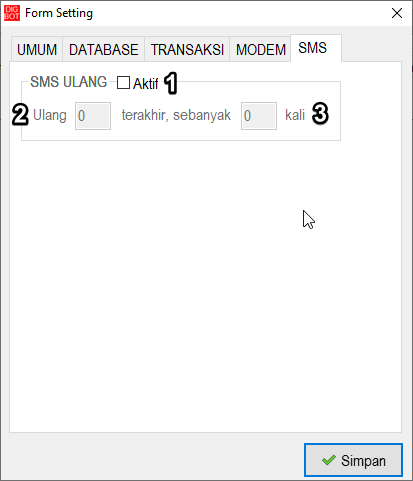 DIG
BOT
Form Setting
UMUM DATABASE TRANSAKSI MODEM SMS
SMS ULANG Aktif 1
2 Ulang 0 terakhir, sebanyak 0 kali 3
Simpan